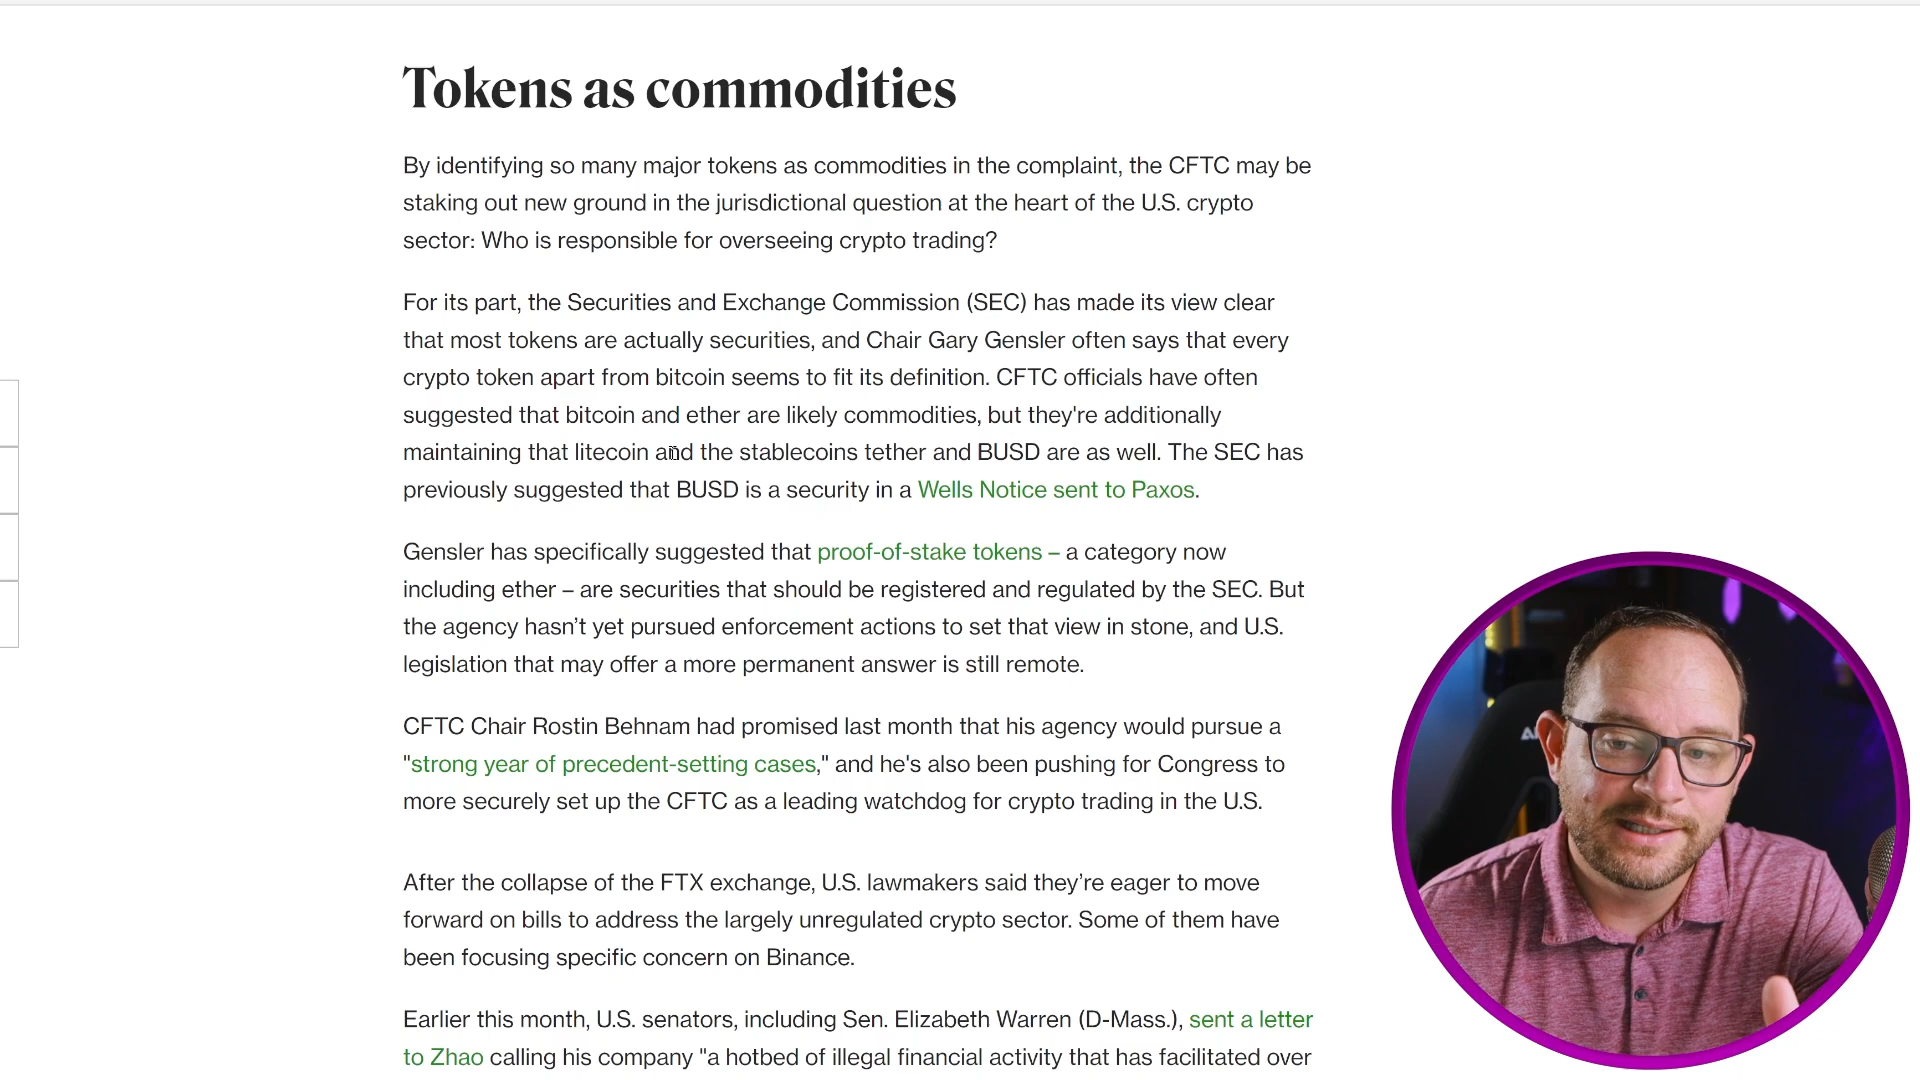 Tokens as commodities
By identifying so many major tokens as commodities in the complaint, the CFTC may be
staking out new ground in the jurisdictional question at the heart of the U.S. crypto
sector: Who is responsible for overseeing crypto trading?
For its part, the Securities and Exchange Commission (SEC) has made its view clear
that most tokens are actually securities, and Chair Gary Gensler often says that every
crypto token apart from bitcoin seems to fit its definition. CFTC officials have often
suggested that bitcoin and ether are likely commodities, but they're additionally
maintaining that litecoin and the stablecoins tether and BUSD are as well. The SEC has
previously suggested that BUSD is a security in a Wells Notice sent to Paxos.
Gensler has specifically suggested that proof-of-stake tokens – a category now
including ether – are securities that should be registered and regulated by the SEC. But
the agency hasn’t yet pursued enforcement actions to set that view in stone, and U.S.
legislation that may offer a more permanent answer is still remote.
CFTC Chair Rostin Behnam had promised last month that his agency would pursue a
"strong year of precedent-setting cases," and he's also been pushing for Congress to
more securely set up the CFTC as a leading watchdog for crypto trading in the U.S.
After the collapse of the FTX exchange, U.S. lawmakers said they’re eager to move
forward on bills to address the largely unregulated crypto sector. Some of them have
been focusing specific concern on Binance.
Earlier this month, U.S. senators, including Sen. Elizabeth Warren (D-Mass.), sent a letter
to Zhao calling his company "a hotbed of illegal financial activity that has facilitated over